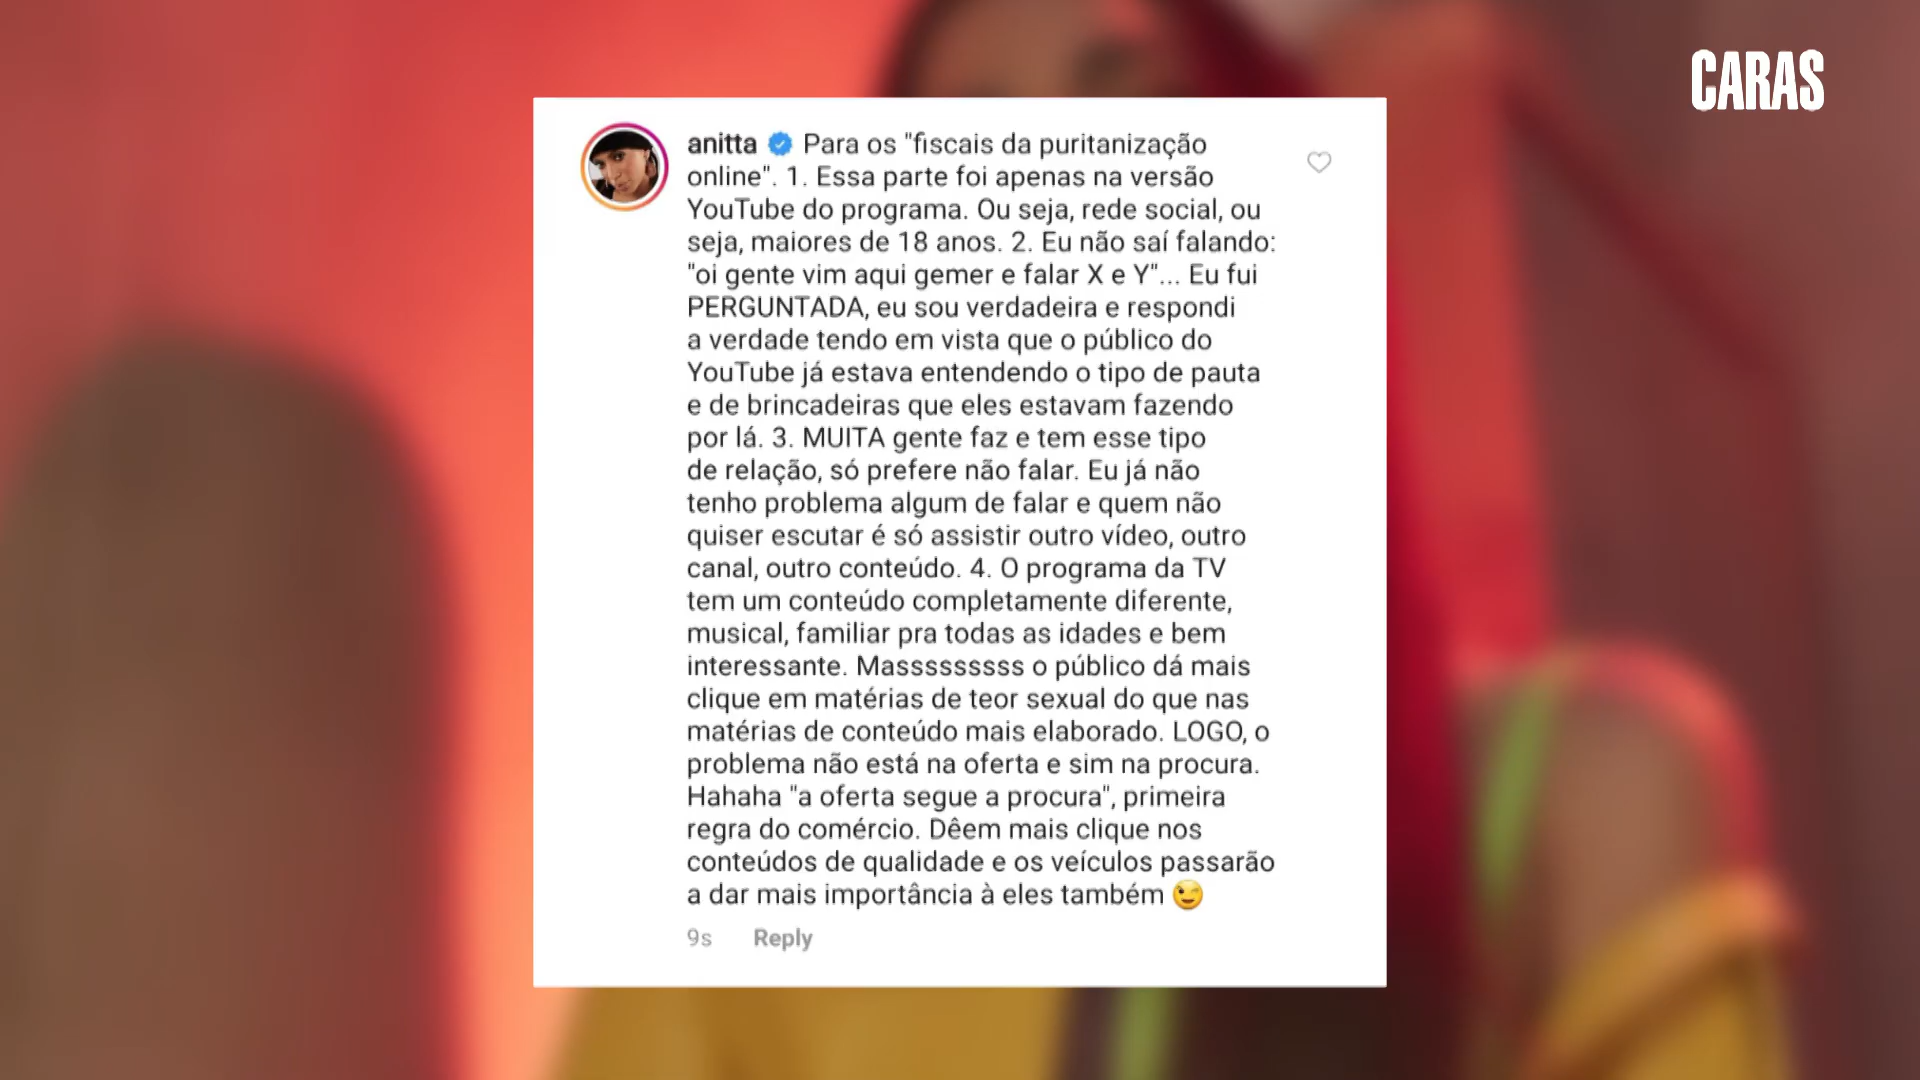 CARAS
anitta Para os "fiscais da puritanização
online". 1. Essa parte foi apenas na versão
YouTube do programa. Ou seja, rede social, ou
seja, maiores de 18 anos. 2. Eu não saí falando:
"oi gente vim aqui gemer e falar X e Y"... Eu fui
PERGUNTADA, eu sou verdadeira e respondi
a verdade tendo em vista que o público do
YouTube já estava entendendo o tipo de pauta
e de brincadeiras que eles estavam fazendo
por lá. 3. MUITA gente faz e tem esse tipo
de relação, só prefere não falar. Eu já não
tenho problema algum de falar e quem não
quiser escutar é só assistir outro vídeo, outro
canal, outro conteúdo. 4. O programa da TV
tem um conteúdo completamente diferente,
musical, familiar pra todas as idades e bem
interessante. Masssssssss o público dá mais
clique em matérias de teor sexual do que nas
matérias de conteúdo mais elaborado. LOGO, o
problema não está na oferta e sim na procura.
Hahaha "a oferta segue a procura", primeira
regra do comércio. Dêem mais clique nos
conteúdos de qualidade e os veículos passarão
a dar mais importância à eles também 😉
9s Reply